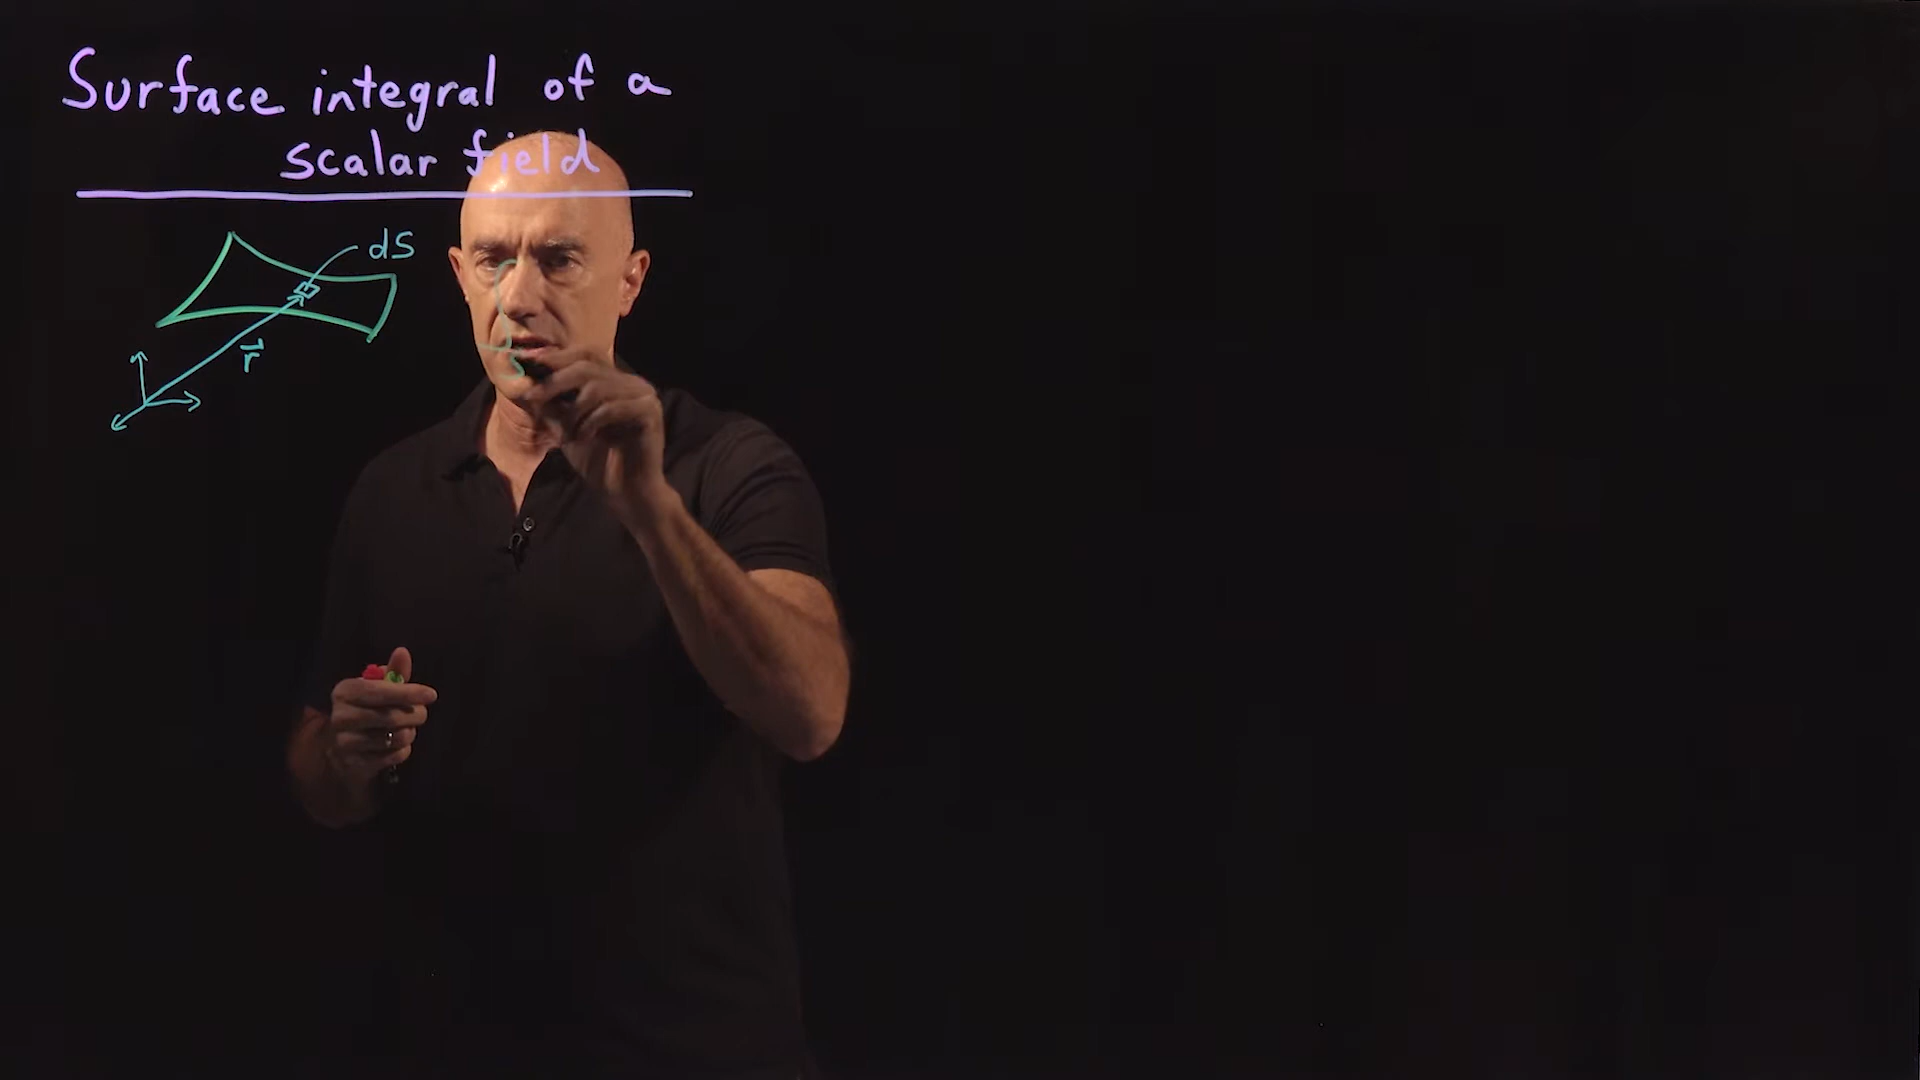 Surface integral of a
scalar field
dS
∫
S
r⃗